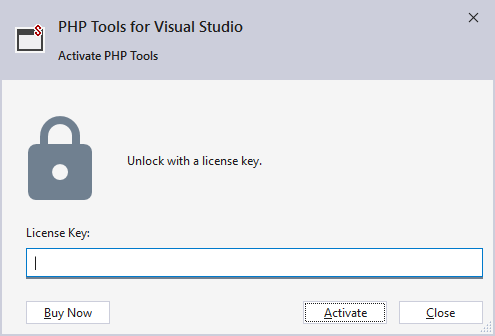 PHP Tools for Visual Studio
Activate PHP Tools
Unlock with a license key.
License Key:
Buy Now
Activate
Close